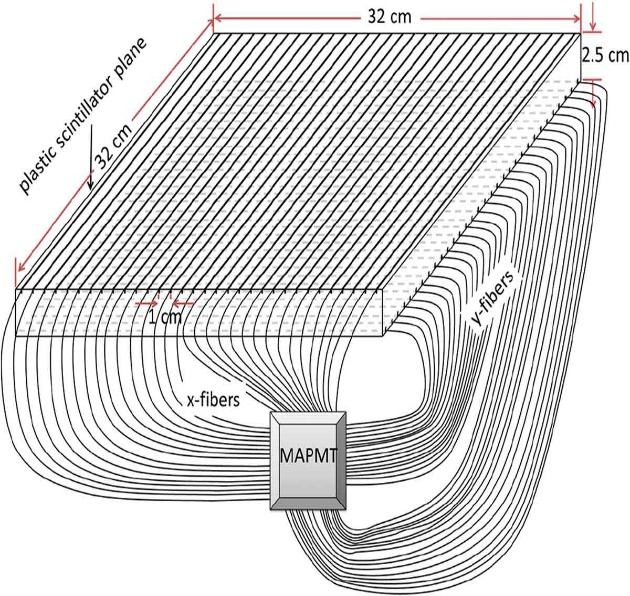 32 cm
2.5 cm
plastic scintillator plane
32 cm
1 cm
y-fibers
x-fibers
MAPMT